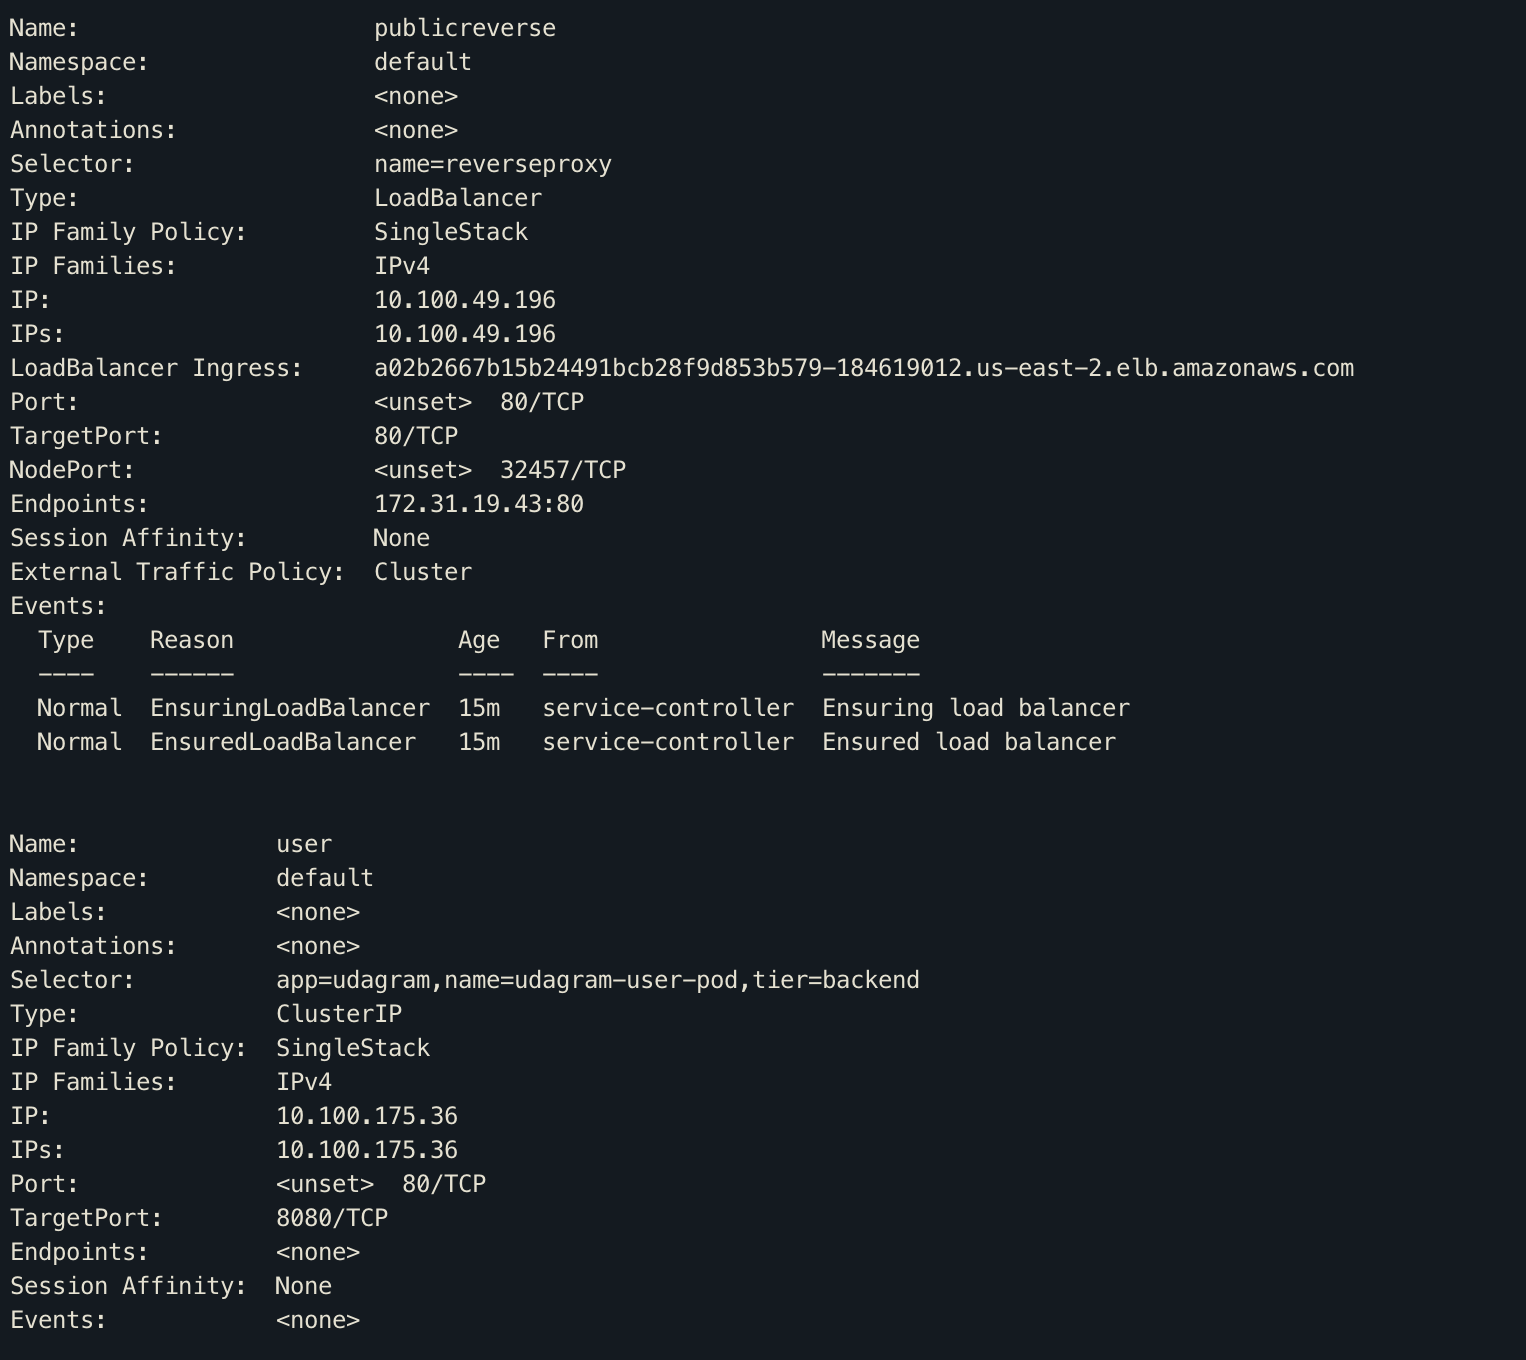 Name:                     publicreverse
Namespace:                default
Labels:                   <none>
Annotations:              <none>
Selector:                 name=reverseproxy
Type:                     LoadBalancer
IP Family Policy:         SingleStack
IP Families:              IPv4
IP:                       10.100.49.196
IPs:                      10.100.49.196
LoadBalancer Ingress:     a02b2667b15b24491bcb28f9d853b579-184619012.us-east-2.elb.amazonaws.com
Port:                     <unset>  80/TCP
TargetPort:               80/TCP
NodePort:                 <unset>  32457/TCP
Endpoints:                172.31.19.43:80
Session Affinity:         None
External Traffic Policy:  Cluster
Events:
  Type    Reason                Age   From                Message
  ----    ------                ----  ----                -------
  Normal  EnsuringLoadBalancer  15m   service-controller  Ensuring load balancer
  Normal  EnsuredLoadBalancer   15m   service-controller  Ensured load balancer
Name:              user
Namespace:         default
Labels:            <none>
Annotations:       <none>
Selector:          app=udagram,name=udagram-user-pod,tier=backend
Type:              ClusterIP
IP Family Policy:  SingleStack
IP Families:       IPv4
IP:                10.100.175.36
IPs:               10.100.175.36
Port:              <unset>  80/TCP
TargetPort:        8080/TCP
Endpoints:         <none>
Session Affinity:  None
Events:            <none>